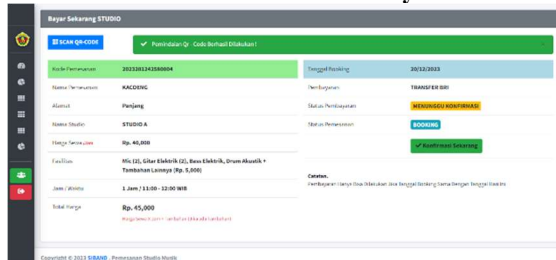 Bayar Sekarang STUDIO
SCAN QR-CODE
Pemindaian Qr - Code Berhasil Dilakukan !
Kode Pemesanan
Tanggal Booking
20/12/2023
Nama Pemesanan
KACOENG
Pembayaran
TRANSFER BRI
Alamat
Panjang
Status Pembayaran
MENUNGGU KONFIRMASI
Nama Studio
STUDIO A
Status Pemesanan
BOOKING
Harga Sewa /Jam
Rp. 40,000
Konfirmasi Sekarang
Fasilitas
Mic (2), Gitar Elektrik (2), Bass Elektrik, Drum Akustik +
Tambahan Lainnya (Rp. 5,000)
Catatan.
Pembayaran Hanya Bisa Dilakukan Jika Tanggal Booking Sama Dengan Tanggal Hari Ini
Jam / Waktu
1 Jam / 11:00 - 12:00 WIB
Total Harga
Rp. 45,000
Copyright © 2023 SIBAND . Pemesanan Studio Musik